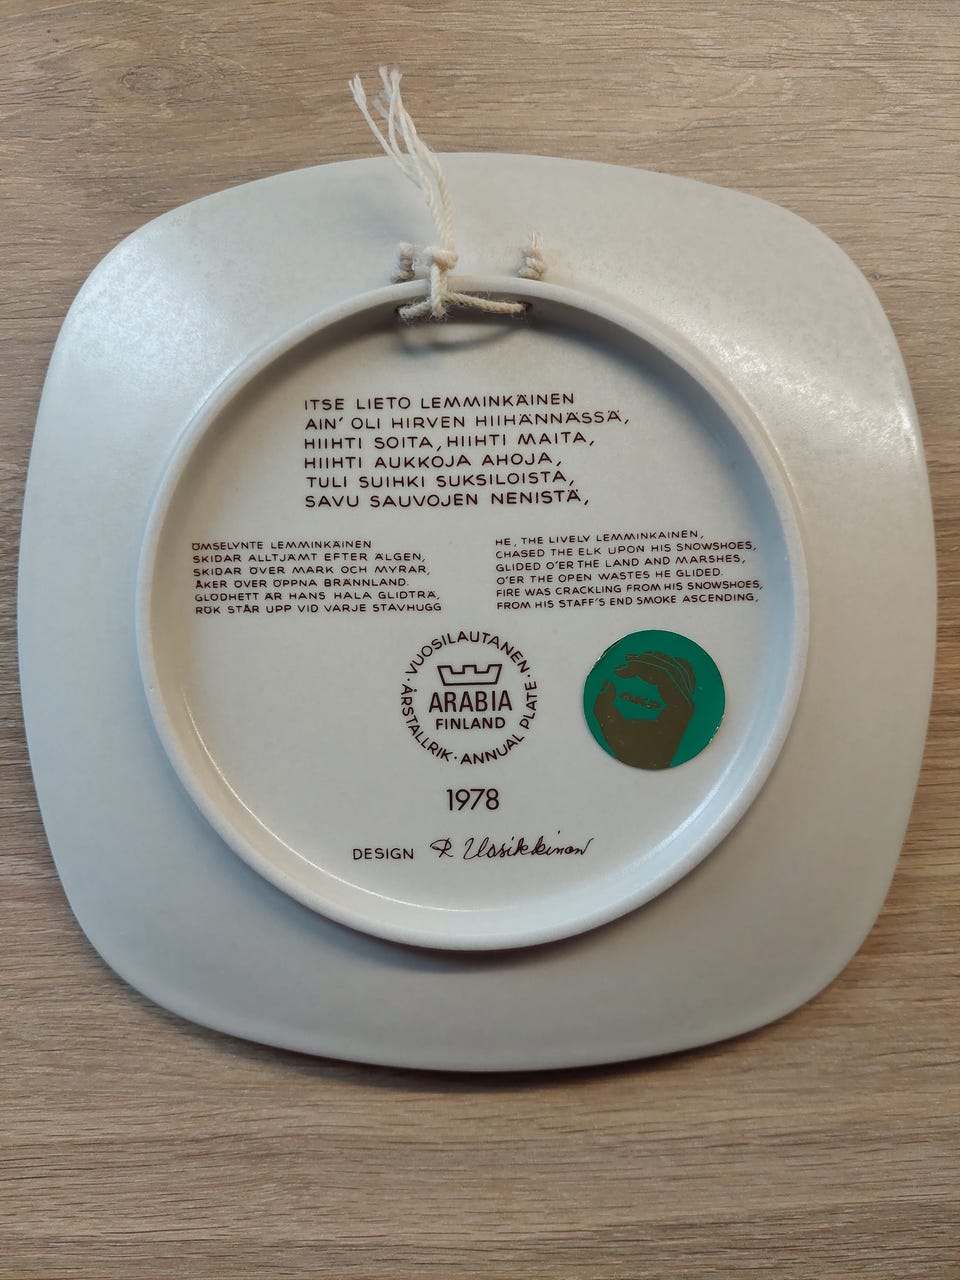 ITSE LIETO LEMMINKÄINEN
AIN' OLI HIRVEN HIIHÄNNÄSSÄ,
HIIHTI SOITA, HIIHTI MAITA,
HIIHTI AUKKOJA AHOJA,
TULI SUIHKI SUKSILOISTA,
SAVU SAUVOJEN NENISTÄ,
ÖMSELYNTE LEMMINKÄINEN
SKIDAR ALLTJÄMT EFTER ÄLGEN,
SKIDAR ÖVER MARK OCH MYRAR,
ÅKER ÖVER ÖPPNA BRÄNNLAND.
GLÖDHETT ÄR HANS HALA GLIDTRÄ,
RÖK STÅR UPP VID VARJE STAVHUGG
HE, THE LIVELY LEMMINKAINEN,
CHASED THE ELK UPON HIS SNOWSHOES,
GLIDED O'ER THE LAND AND MARSHES,
O'ER THE OPEN WASTES HE GLIDED.
FIRE WAS CRACKLING FROM HIS SNOWSHOES,
FROM HIS STAFF'S END SMOKE ASCENDING,
· VUOSILAUTANEN ·
ARABIA
FINLAND
ÅRSTALLRIK · ANNUAL PLATE
1978
DESIGN R Uosikkinen